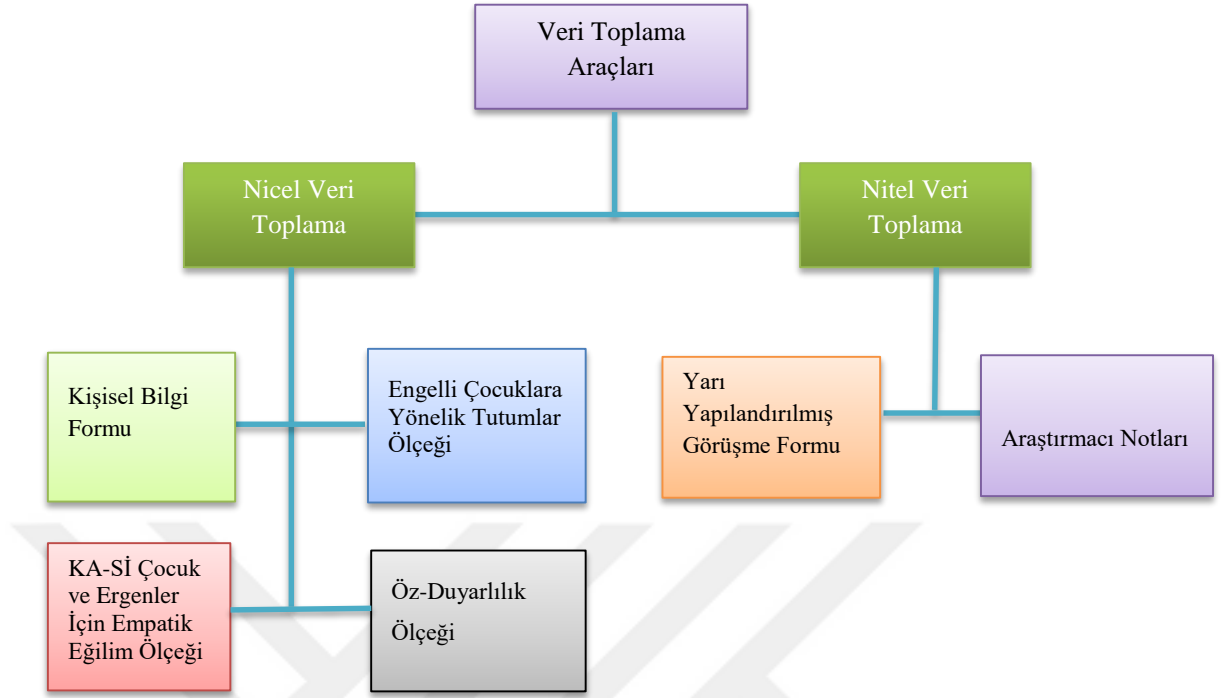 Veri Toplama
Araçları
Nicel Veri
Toplama
Nitel Veri
Toplama
Kişisel Bilgi
Formu
Engelli Çocuklara
Yönelik Tutumlar
Ölçeği
Yarı
Yapılandırılmış
Görüşme Formu
Araştırmacı Notları
KA-Sİ Çocuk
ve Ergenler
İçin Empatik
Eğilim Ölçeği
Öz-Duyarlılık
Ölçeği